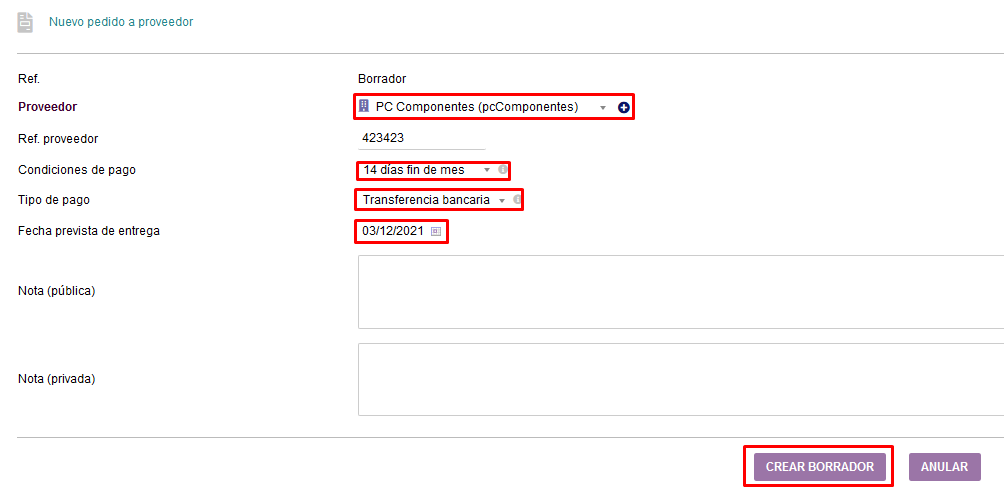 Nuevo pedido a proveedor
Ref. Borrador
Proveedor PC Componentes (pcComponentes)
Ref. proveedor 423423
Condiciones de pago 14 días fin de mes
Tipo de pago Transferencia bancaria
Fecha prevista de entrega 03/12/2021
Nota (pública)
Nota (privada)
CREAR BORRADOR ANULAR